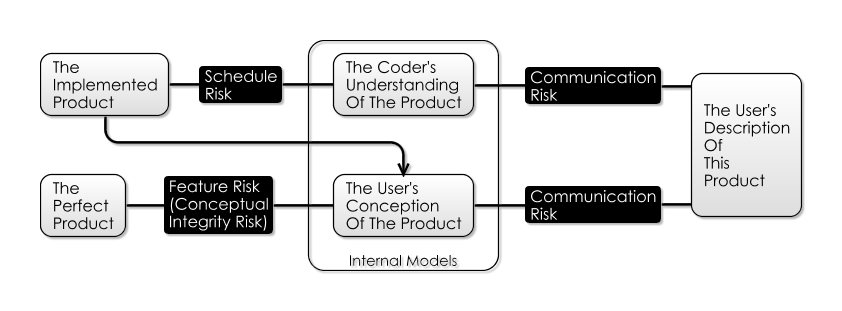 The
Implemented
Product
Schedule
Risk
The Coder's
Understanding
Of The Product
Communication
Risk
The User's
Description
Of
This
Product
The
Perfect
Product
Feature Risk
(Conceptual
Integrity Risk)
The User's
Conception
Of The Product
Communication
Risk
Internal Models